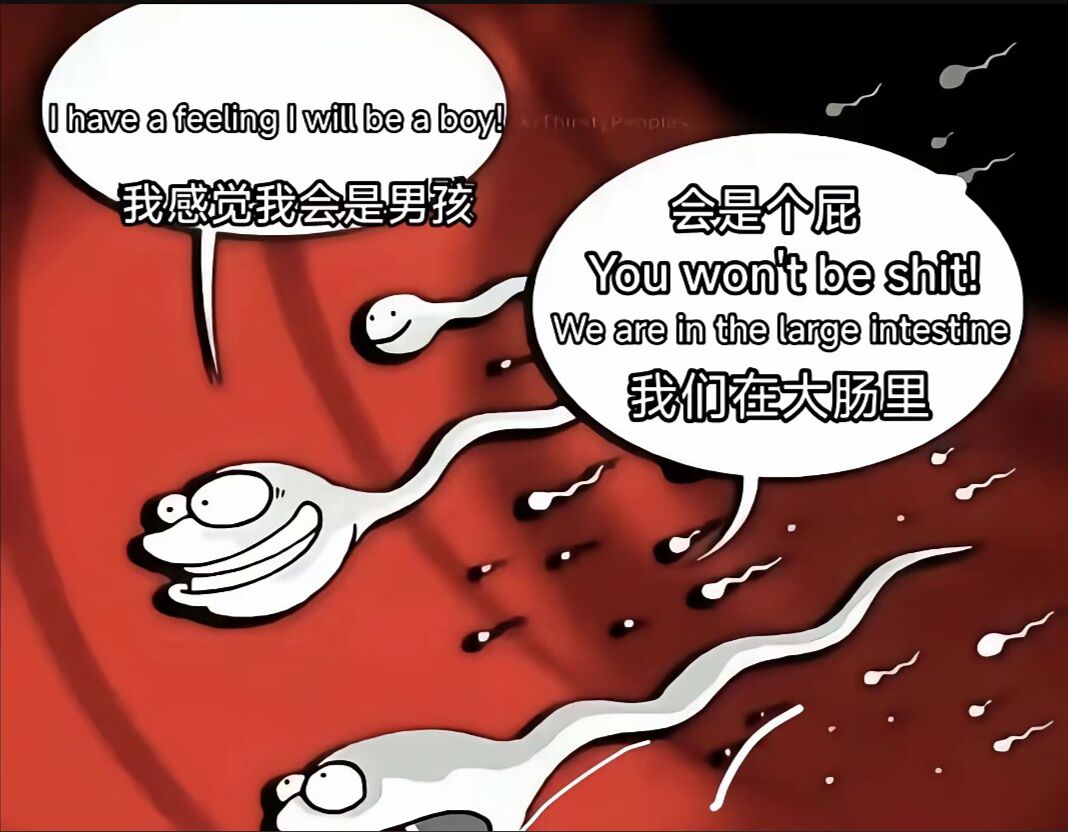 I have a feeling I will be a boy!
我感觉我会是男孩
X/ThirstyPeoples
会是个屁
You won't be shit!
We are in the large intestine
我们在大肠里